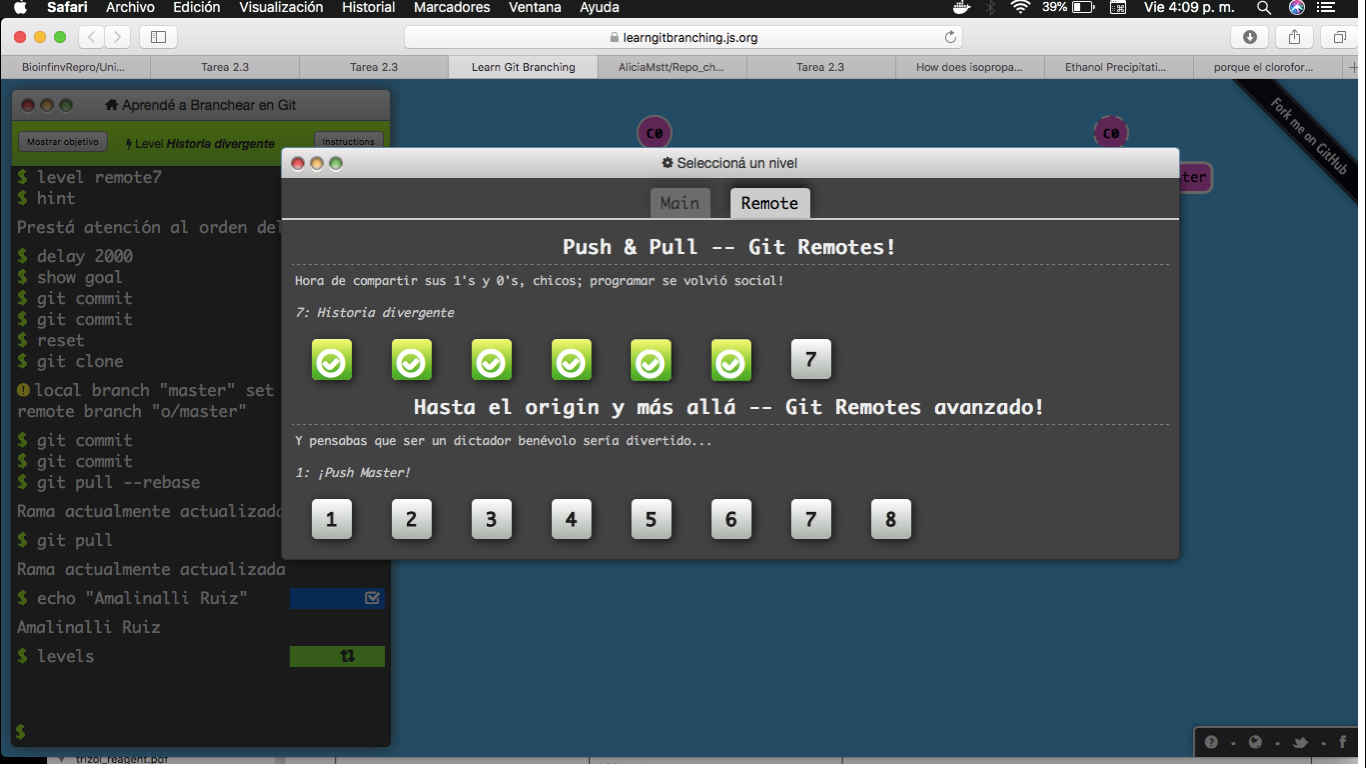 Safari Archivo Edición Visualización Historial Marcadores Ventana Ayuda 39% Vie 4:09 p. m.
learngitbranching.js.org
BioinfinvRepro/Uni... Tarea 2.3 Tarea 2.3 Learn Git Branching AliciaMstt/Repo_ch... Tarea 2.3 How does isopropa... Ethanol Precipitati... porque el clorofor...
Aprendé a Branchear en Git
Mostrar objetivo Level Historia divergente Instructions
$ level remote7
$ hint
Prestá atención al orden del
$ delay 2000
$ show goal
$ git commit
$ git commit
$ reset
$ git clone
local branch "master" set
remote branch "o/master"
$ git commit
$ git commit
$ git pull --rebase
Rama actualmente actualizada
$ git pull
Rama actualmente actualizada
$ echo "Amalinalli Ruiz"
Amalinalli Ruiz
$ levels
$
C0
C0
ter
Fork me on GitHub
Seleccioná un nivel
Main Remote
Push & Pull -- Git Remotes!
Hora de compartir sus 1's y 0's, chicos; programar se volvió social!
7: Historia divergente
7
Hasta el origin y más allá -- Git Remotes avanzado!
Y pensabas que ser un dictador benévolo sería divertido...
1: ¡Push Master!
1 2 3 4 5 6 7 8
trizol_reagent.pdf